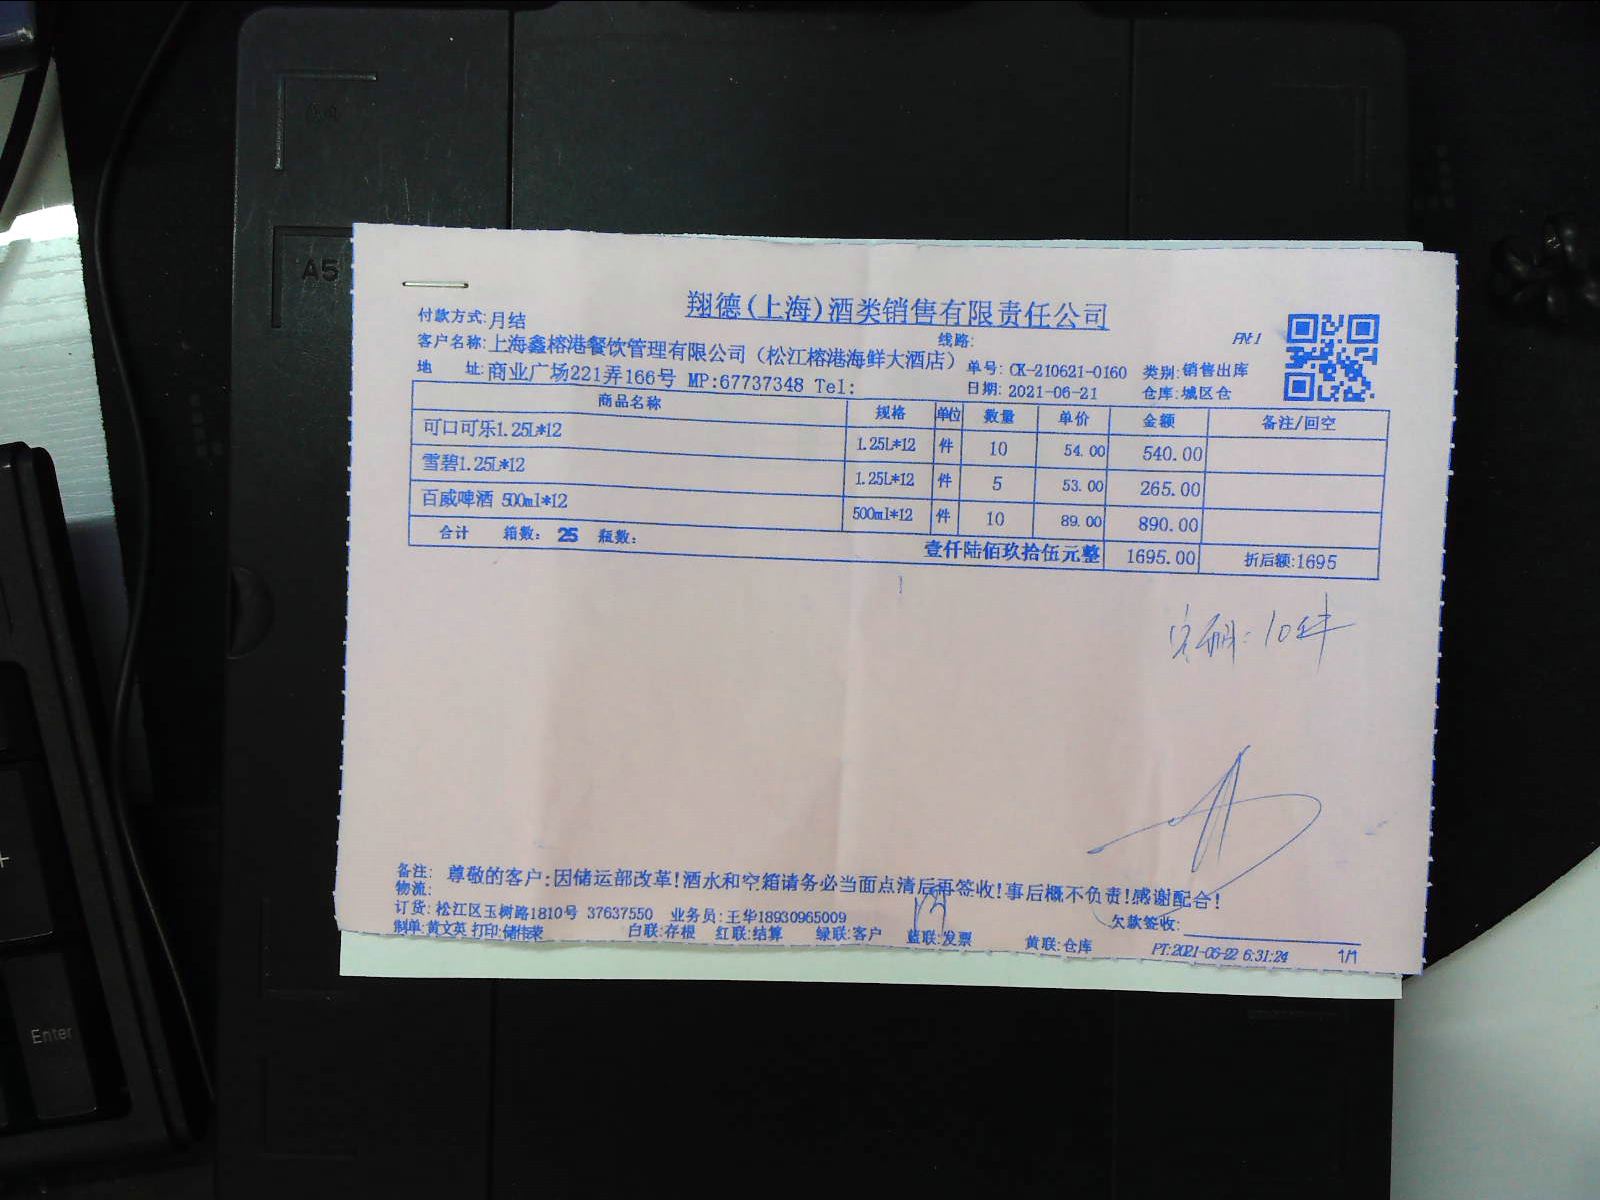 翔德(上海)酒类销售有限责任公司
付款方式:月结 线路: PN:1
客户名称:上海鑫榕港餐饮管理有限公司（松江榕港海鲜大酒店） 单号: CK-210621-0160 类别:销售出库
地 址:商业广场221弄166号 MP:67737348 Tel: 日期: 2021-06-21 仓库:城区仓
商品名称 规格 单位 数量 单价 金额 备注/回空
可口可乐1.25L*12 1.25L*12 件 10 54.00 540.00
雪碧1.25L*12 1.25L*12 件 5 53.00 265.00
百威啤酒 500ml*12 500ml*12 件 10 89.00 890.00
合计 箱数: 25 瓶数: 壹仟陆佰玖拾伍元整 1695.00 折后额:1695
10件
备注: 尊敬的客户:因储运部改革!酒水和空箱请务必当面点清后再签收!事后概不负责!感谢配合!
物流:
订货:松江区玉树路1810号 37637550 业务员:王华18930965009 欠款签收:
制单:黄文英 打印:储伟荣 白联:存根 红联:结算 绿联:客户 蓝联:发票 黄联:仓库 PT:2021-06-22 6:31:24 1/1
A5
Enter
+